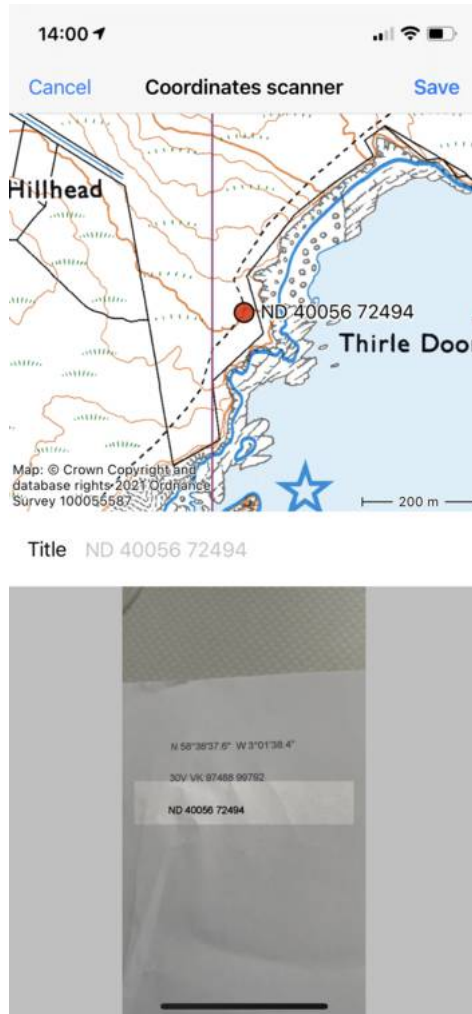 14:00
Cancel
Coordinates scanner
Save
Hillhead
ND 40056 72494
Thirle Door
Map: © Crown Copyright and
database rights 2021 Ordnance
Survey 100055587
200 m
Title ND 40056 72494
N 58°38'37.6" W 3°01'38.4"
30V VK 97488 99792
ND 40056 72494